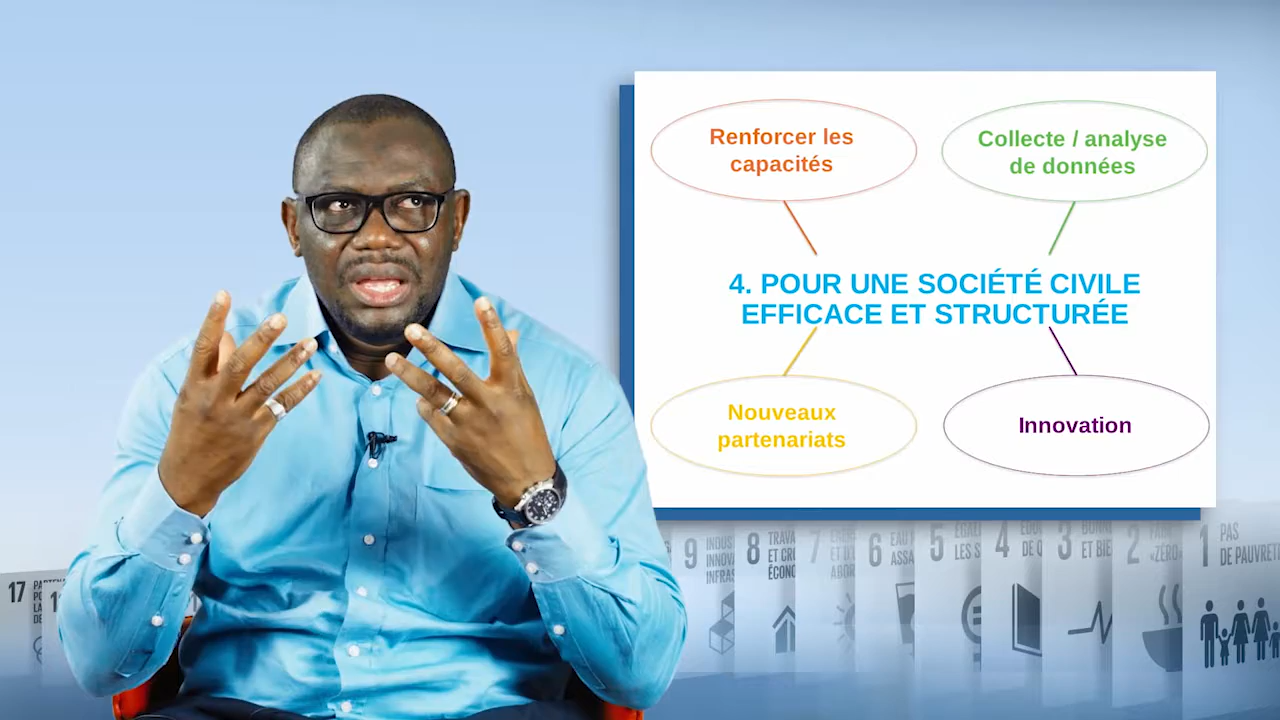 Renforcer les
capacités
Collecte / analyse
de données
4. POUR UNE SOCIÉTÉ CIVILE
EFFICACE ET STRUCTURÉE
Nouveaux
partenariats
Innovation
17
9
8
7
6
5
4
3
2
1 PAS
DE PAUVRET